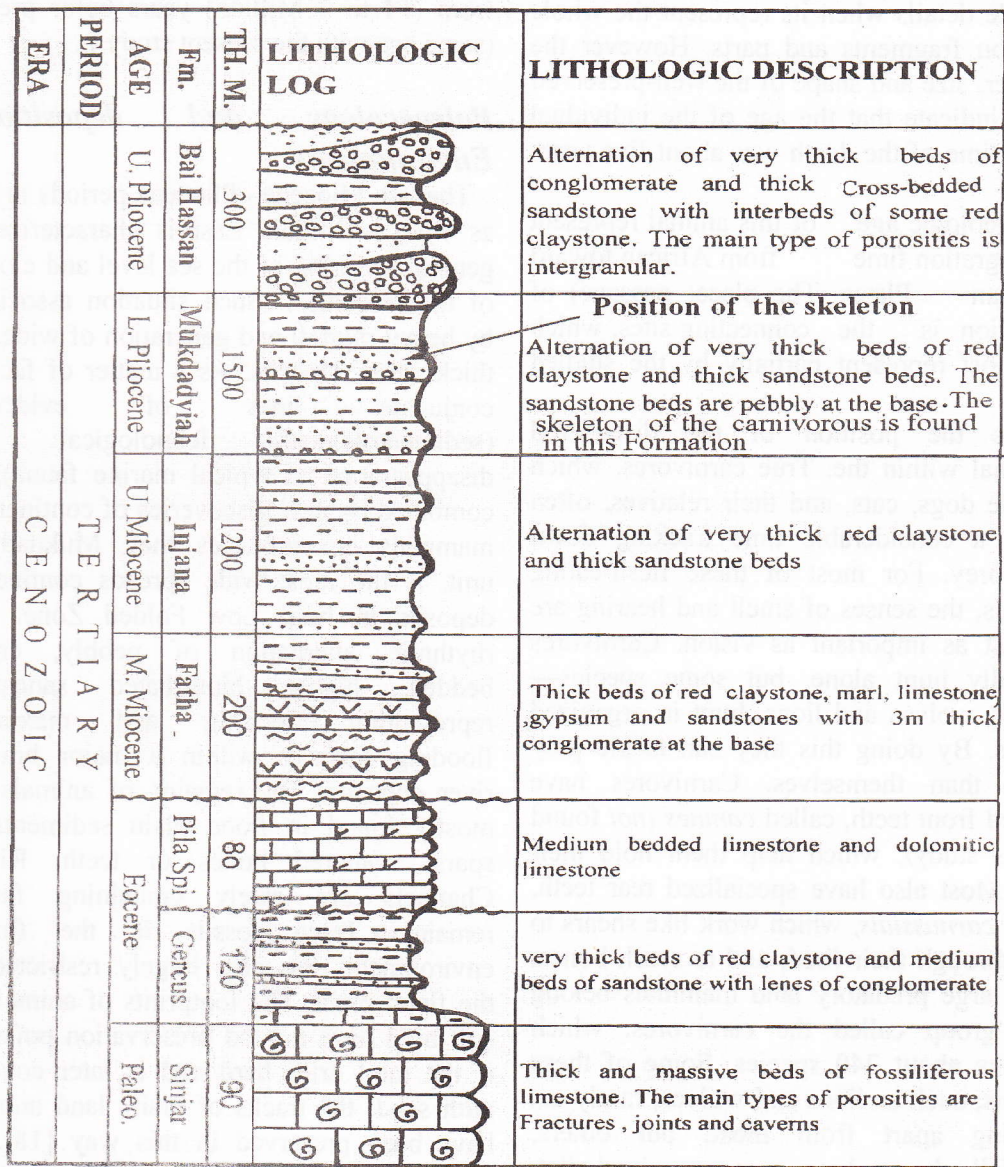 ERA
PERIOD
AGE
Fm.
TH. M.
LITHOLOGIC
LOG
LITHOLOGIC DESCRIPTION
CENOZOIC
TERTIARY
U. Pliocene
Bai Hassan
300
Alternation of very thick beds of
conglomerate and thick Cross-bedded
sandstone with interbeds of some red
claystone. The main type of porosities is
intergranular.
L. Pliocene
Mikdadiyah
1500
Position of the skeleton
Alternation of very thick beds of red
claystone and thick sandstone beds. The
sandstone beds are pebbly at the base. The
skeleton of the carnivorous is found
in this Formation
U. Miocene
Injana
1200
Alternation of very thick red claystone
and thick sandstone beds
M. Miocene
Fatha
200
Thick beds of red claystone, marl, limestone
,gypsum and sandstones with 3m thick
conglomerate at the base
Eocene
Pila Spi
80
Medium bedded limestone and dolomitic
limestone
Gercus
120
very thick beds of red claystone and medium
beds of sandstone with lenes of conglomerate
Paleo.
Sinjar
90
Thick and massive beds of fossiliferous
limestone. The main types of porosities are
Fractures , joints and caverns